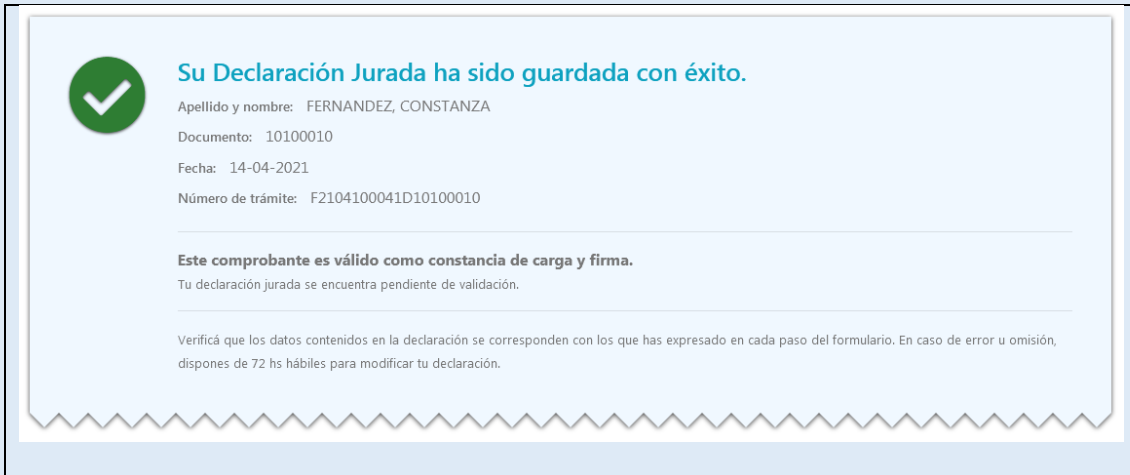 Su Declaración Jurada ha sido guardada con éxito.
Apellido y nombre: FERNANDEZ, CONSTANZA
Documento: 10100010
Fecha: 14-04-2021
Número de trámite: F2104100041D10100010
Este comprobante es válido como constancia de carga y firma.
Tu declaración jurada se encuentra pendiente de validación.
Verificá que los datos contenidos en la declaración se corresponden con los que has expresado en cada paso del formulario. En caso de error u omisión,
dispones de 72 hs hábiles para modificar tu declaración.